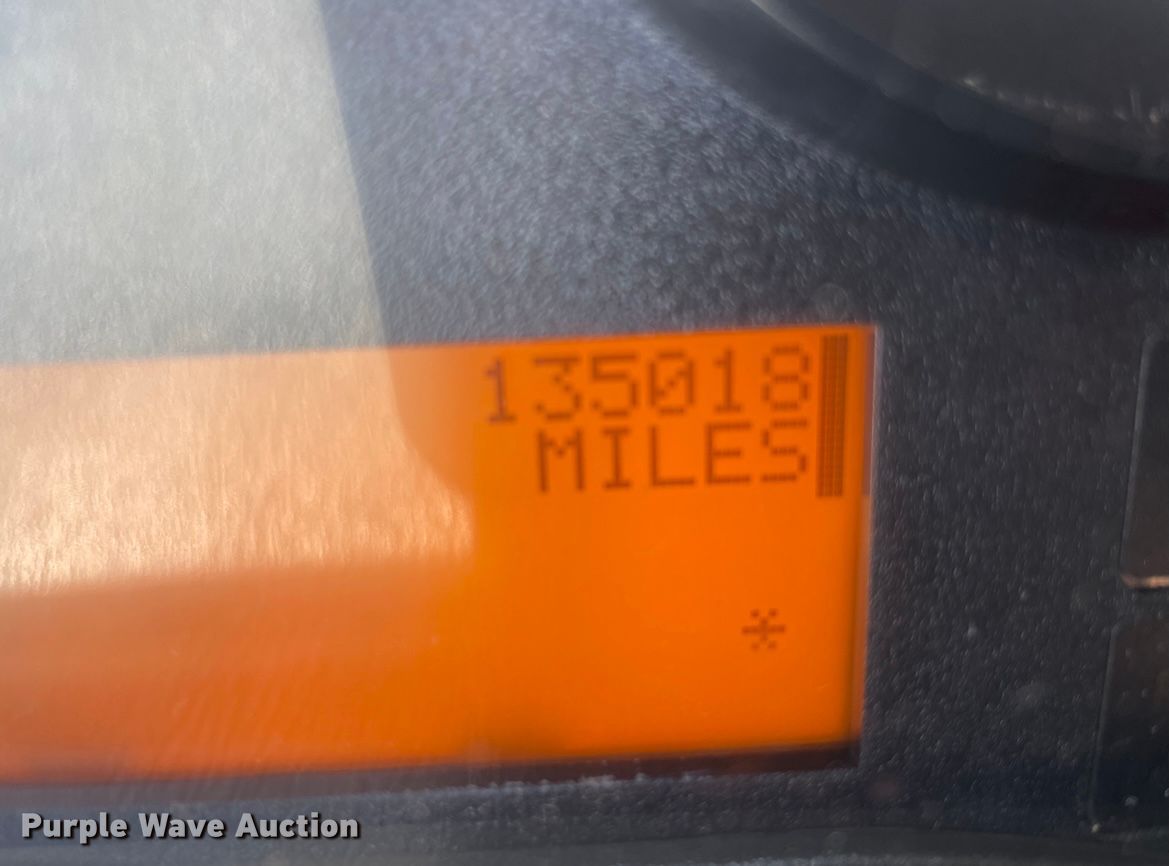 135018
MILES
*
Purple Wave Auction